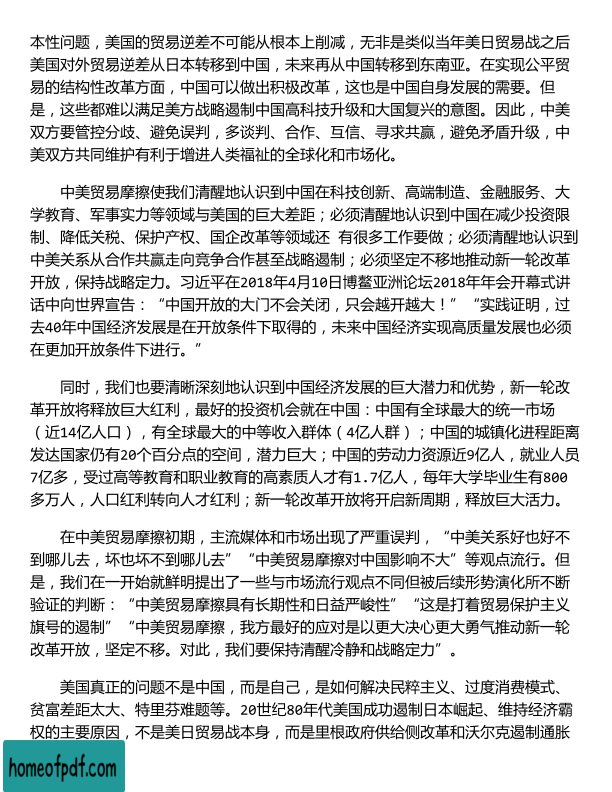 本性问题，美国的贸易逆差不可能从根本上削减，无非是类似当年美日贸易战之后
美国对外贸易逆差从日本转移到中国，未来再从中国转移到东南亚。在实现公平贸
易的结构性改革方面，中国可以做出积极改革，这也是中国自身发展的需要。但
是，这些都难以满足美方战略遏制中国高科技升级和大国复兴的意图。因此，中美
双方要管控分歧、避免误判，多谈判、合作、互信、寻求共赢，避免矛盾升级，中
美双方共同维护有利于增进人类福祉的全球化和市场化。
中美贸易摩擦使我们清醒地认识到中国在科技创新、高端制造、金融服务、大
学教育、军事实力等领域与美国的巨大差距；必须清醒地认识到中国在减少投资限
制、降低关税、保护产权、国企改革等领域还 有很多工作要做；必须清醒地认识到
中美关系从合作共赢走向竞争合作甚至战略遏制；必须坚定不移地推动新一轮改革
开放，保持战略定力。习近平在2018年4月10日博鳌亚洲论坛2018年年会开幕式讲
话中向世界宣告：“中国开放的大门不会关闭，只会越开越大！”“实践证明，过
去40年中国经济发展是在开放条件下取得的，未来中国经济实现高质量发展也必须
在更加开放条件下进行。”
同时，我们也要清晰深刻地认识到中国经济发展的巨大潜力和优势，新一轮改
革开放将释放巨大红利，最好的投资机会就在中国：中国有全球最大的统一市场
（近14亿人口），有全球最大的中等收入群体（4亿人群）；中国的城镇化进程距离
发达国家仍有20个百分点的空间，潜力巨大；中国的劳动力资源近9亿人，就业人员
7亿多，受过高等教育和职业教育的高素质人才有1.7亿人，每年大学毕业生有800
多万人，人口红利转向人才红利；新一轮改革开放将开启新周期，释放巨大活力。
在中美贸易摩擦初期，主流媒体和市场出现了严重误判，“中美关系好也好不
到哪儿去，坏也坏不到哪儿去”“中美贸易摩擦对中国影响不大”等观点流行。但
是，我们在一开始就鲜明提出了一些与市场流行观点不同但被后续形势演化所不断
验证的判断：“中美贸易摩擦具有长期性和日益严峻性”“这是打着贸易保护主义
旗号的遏制”“中美贸易摩擦，我方最好的应对是以更大决心更大勇气推动新一轮
改革开放，坚定不移。对此，我们要保持清醒冷静和战略定力”。
美国真正的问题不是中国，而是自己，是如何解决民粹主义、过度消费模式、
贫富差距太大、特里芬难题等。20世纪80年代美国成功遏制日本崛起、维持经济霸
权的主要原因，不是美日贸易战本身，而是里根政府供给侧改革和沃尔克遏制通胀
homeofpdf.com